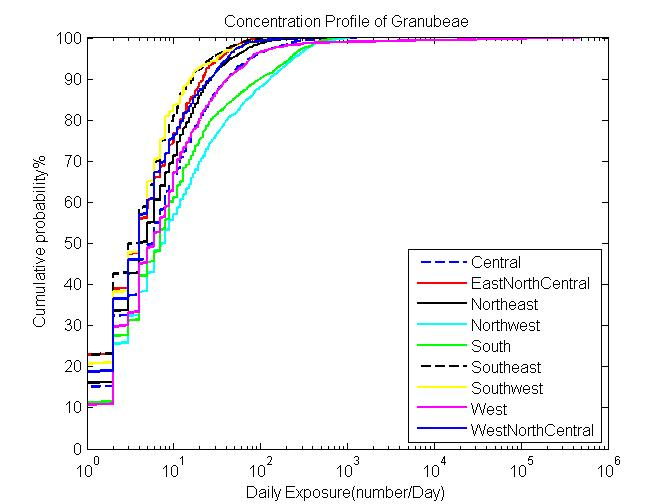 Concentration Profile of Granubeae
Cumulative probability%
100
90
80
70
60
50
40
30
20
10
0
10^0 10^1 10^2 10^3 10^4 10^5 10^6
Daily Exposure(number/Day)
Central
EastNorthCentral
Northeast
Northwest
South
Southeast
Southwest
West
WestNorthCentral